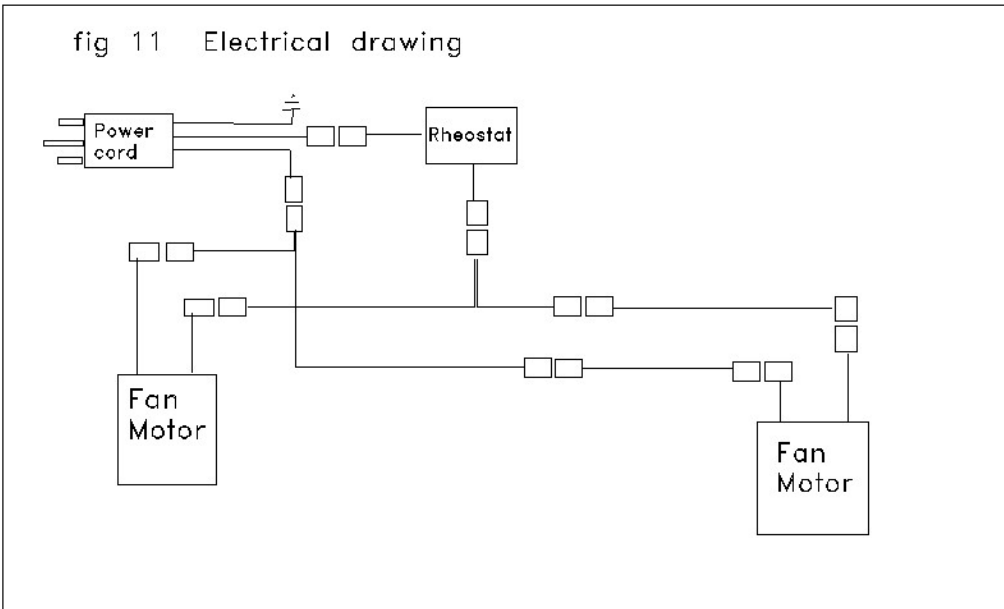 fig 11 Electrical drawing
Power
cord
Rheostat
Fan
Motor
Fan
Motor